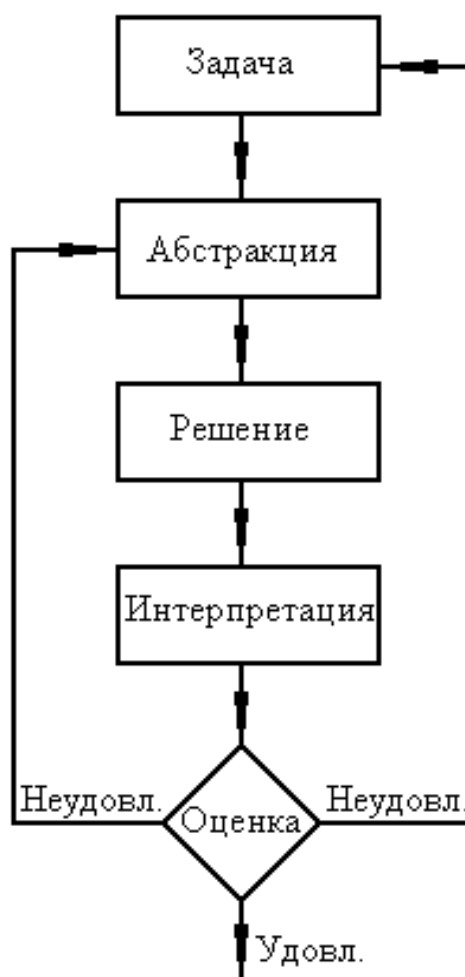 Задача
Абстракция
Решение
Интерпретация
Неудовл.
Оценка
Неудовл.
Удовл.